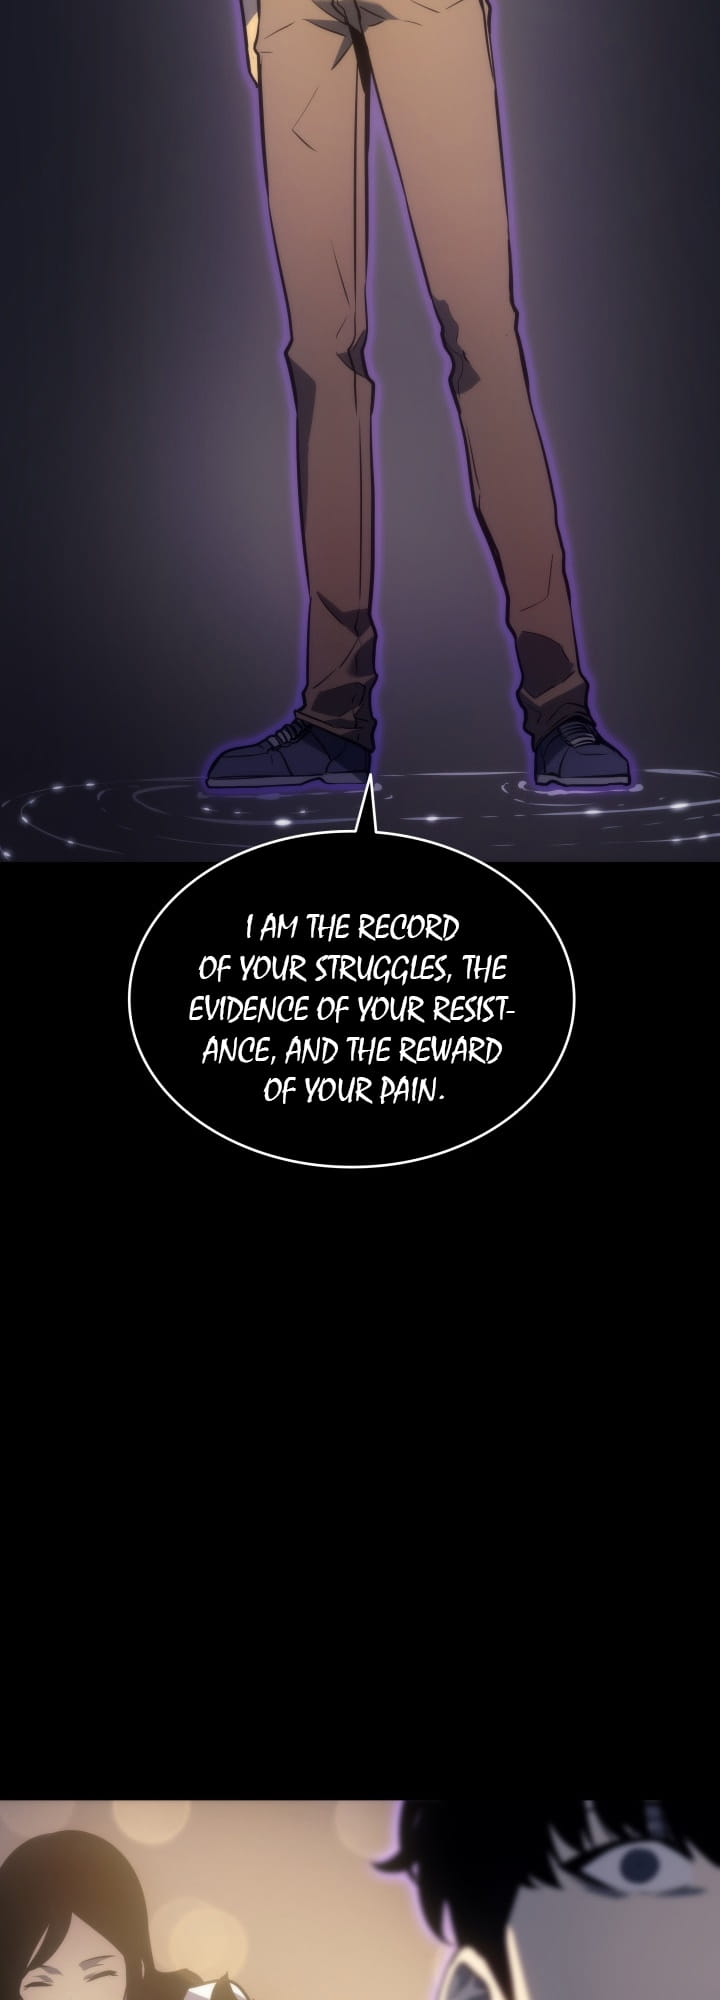 I AM THE RECORD
OF YOUR STRUGGLES, THE
EVIDENCE OF YOUR RESIST-
ANCE, AND THE REWARD
OF YOUR PAIN.